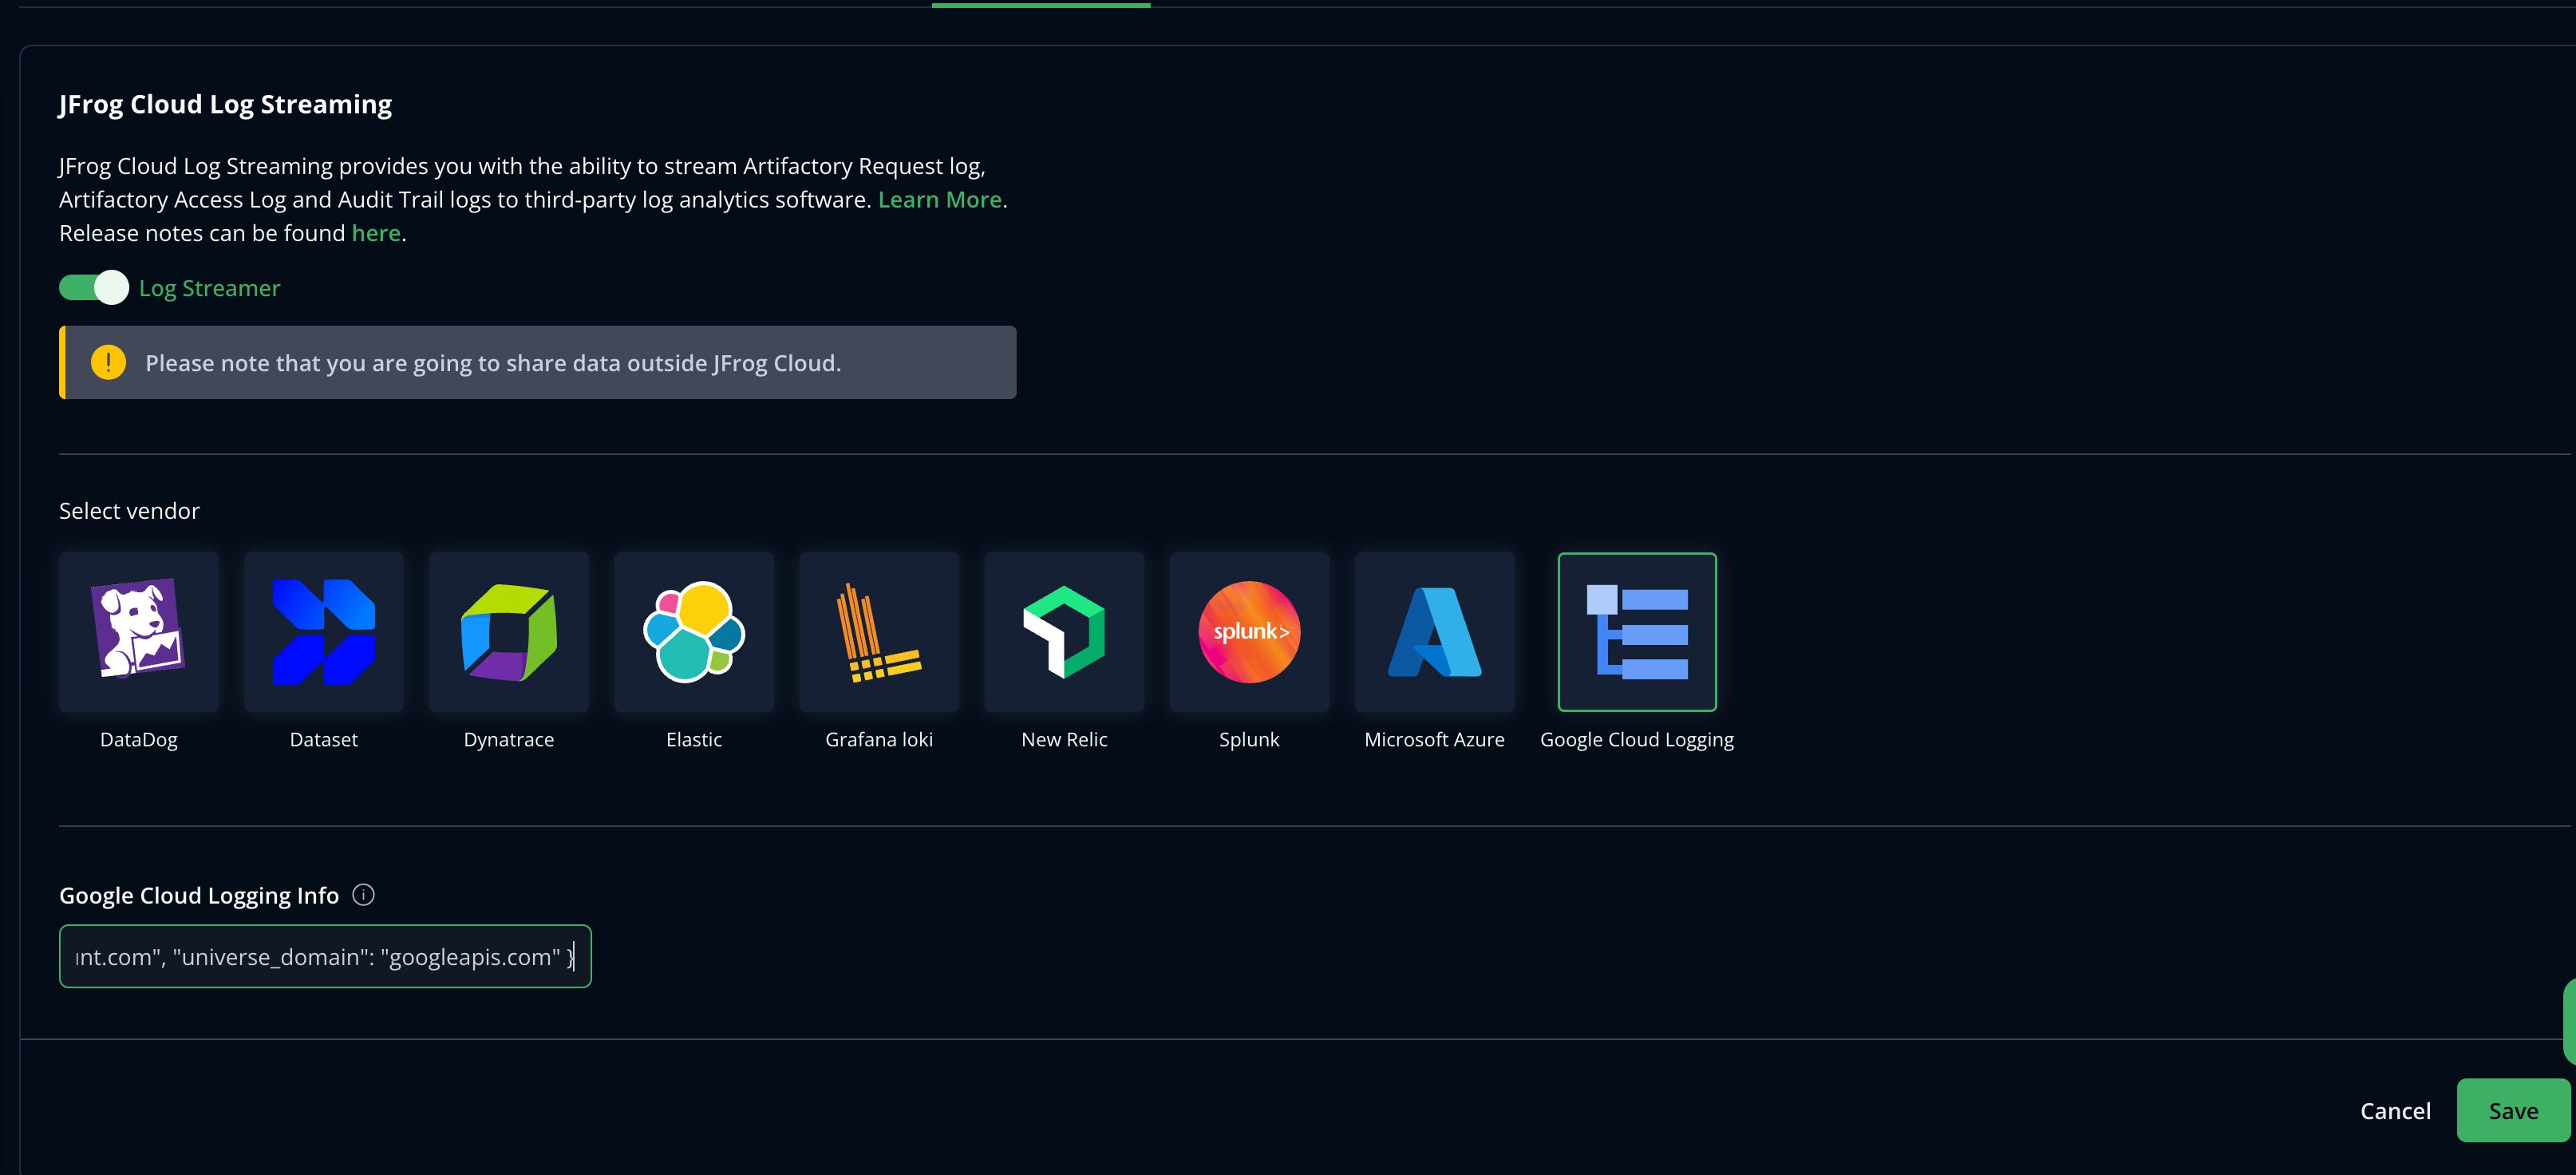 JFrog Cloud Log Streaming
JFrog Cloud Log Streaming provides you with the ability to stream Artifactory Request log,
Artifactory Access Log and Audit Trail logs to third-party log analytics software. Learn More.
Release notes can be found here.
Log Streamer
Please note that you are going to share data outside JFrog Cloud.
Select vendor
splunk>
DataDog
Dataset
Dynatrace
Elastic
Grafana loki
New Relic
Splunk
Microsoft Azure
Google Cloud Logging
Google Cloud Logging Info
nt.com", "universe_domain": "googleapis.com" }
Cancel
Save